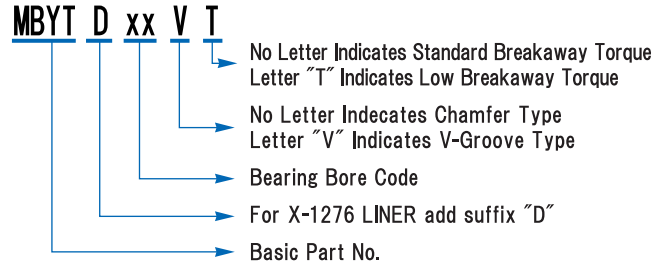 MBYT D xx V T
No Letter Indicates Standard Breakaway Torque
Letter "T" Indicates Low Breakaway Torque
No Letter Indecates Chamfer Type
Letter "V" Indicates V-Groove Type
Bearing Bore Code
For X-1276 LINER add suffix "D"
Basic Part No.